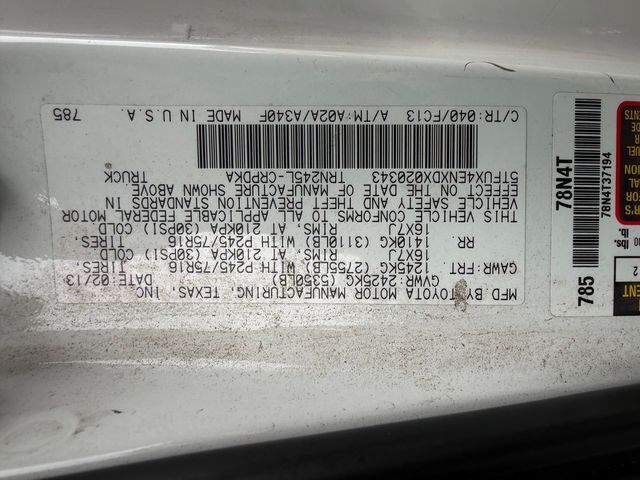 MFD BY:TOYOTA MOTOR MANUFACTURING, TEXAS, INC.
GVWR:2425KG (5350LB) DATE:02/13
GAWR:FRT. 1245KG (2755LB) WITH P245/75R16 TIRES,
16X7J RIMS, AT 210KPA (30PSI) COLD
RR. 1410KG (3110LB) WITH P245/75R16 TIRES,
16X7J RIMS, AT 210KPA (30PSI) COLD
THIS VEHICLE CONFORMS TO ALL APPLICABLE FEDERAL MOTOR
VEHICLE SAFETY AND THEFT PREVENTION STANDARDS IN
EFFECT ON THE DATE OF MANUFACTURE SHOWN ABOVE.
5TFUX4ENXDX020343 TRN245L-CRPDKA TRUCK
C/TR:040/FC13 A/TM:A02A/A340F MADE IN U.S.A. 785
78N4T
78N4T37194
785
lbs.
lb.